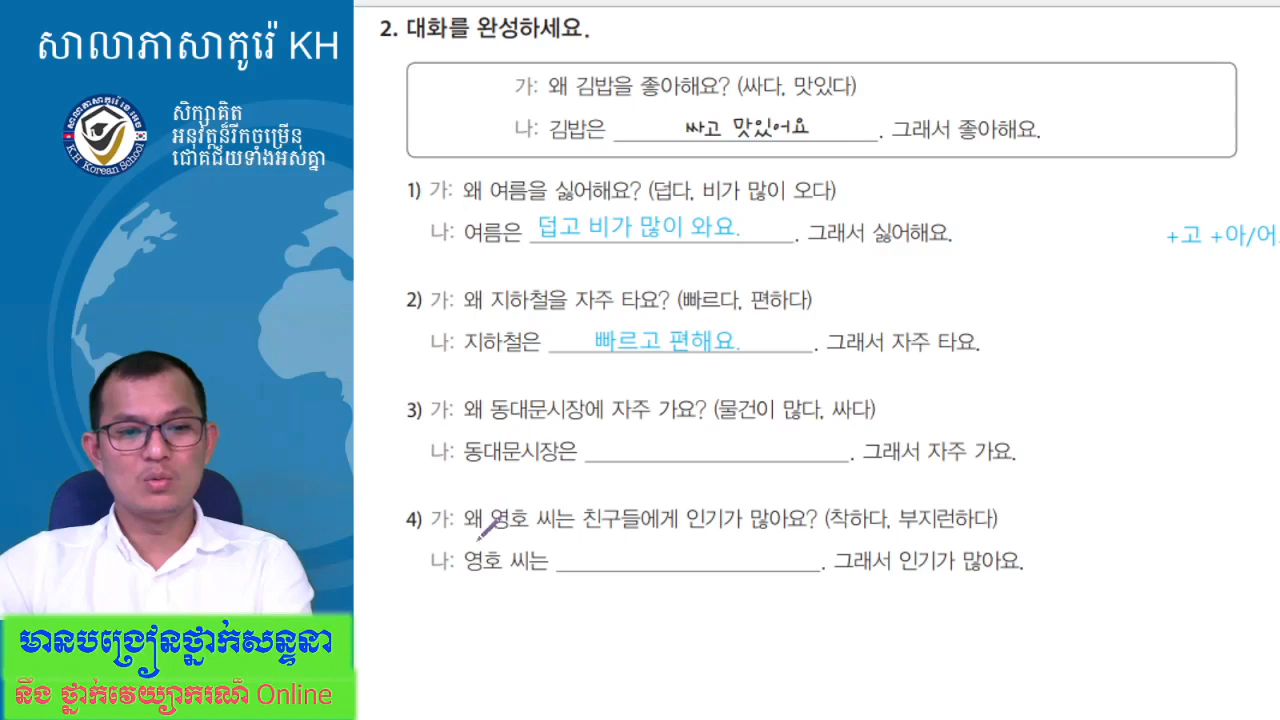 សាលាភាសាកូរ៉េ KH
សិក្សាគិត
អនុវត្តន៍រីកចម្រើន
ជោគជ័យទាំងអស់គ្នា
សាលាភាសាកូរ៉េ ខេ អេច
K.H Korean School
មានបង្រៀនថ្នាក់សន្ទនា
នឹង ថ្នាក់វេយ្យាករណ៍ Online
2. 대화를 완성하세요.
가: 왜 김밥을 좋아해요? (싸다, 맛있다)
나: 김밥은 싸고 맛있어요. 그래서 좋아해요.
1) 가: 왜 여름을 싫어해요? (덥다, 비가 많이 오다)
나: 여름은 덥고 비가 많이 와요. . 그래서 싫어해요.
+고 +아/어
2) 가: 왜 지하철을 자주 타요? (빠르다, 편하다)
나: 지하철은 빠르고 편해요. . 그래서 자주 타요.
3) 가: 왜 동대문시장에 자주 가요? (물건이 많다, 싸다)
나: 동대문시장은 . 그래서 자주 가요.
4) 가: 왜 영호 씨는 친구들에게 인기가 많아요? (착하다, 부지런하다)
나: 영호 씨는 . 그래서 인기가 많아요.